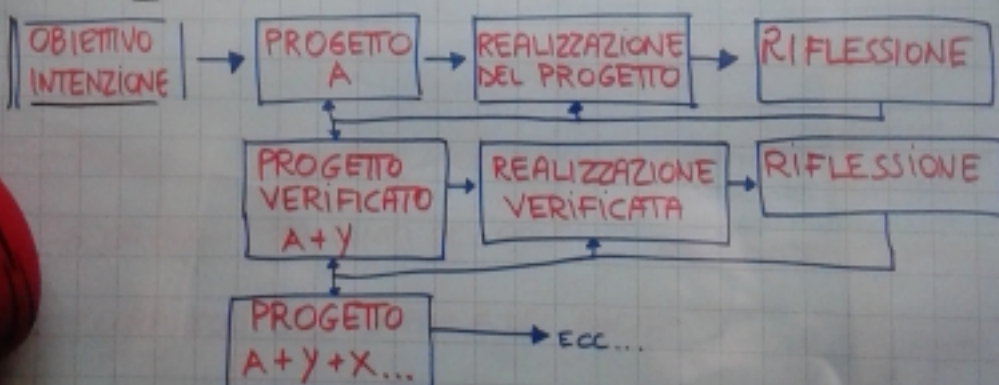 OBIETTIVO
INTENZIONE
PROGETTO
A
REALIZZAZIONE
DEL PROGETTO
RIFLESSIONE
PROGETTO
VERIFICATO
A+Y
REALIZZAZIONE
VERIFICATA
RIFLESSIONE
PROGETTO
A+Y+X...
ECC...